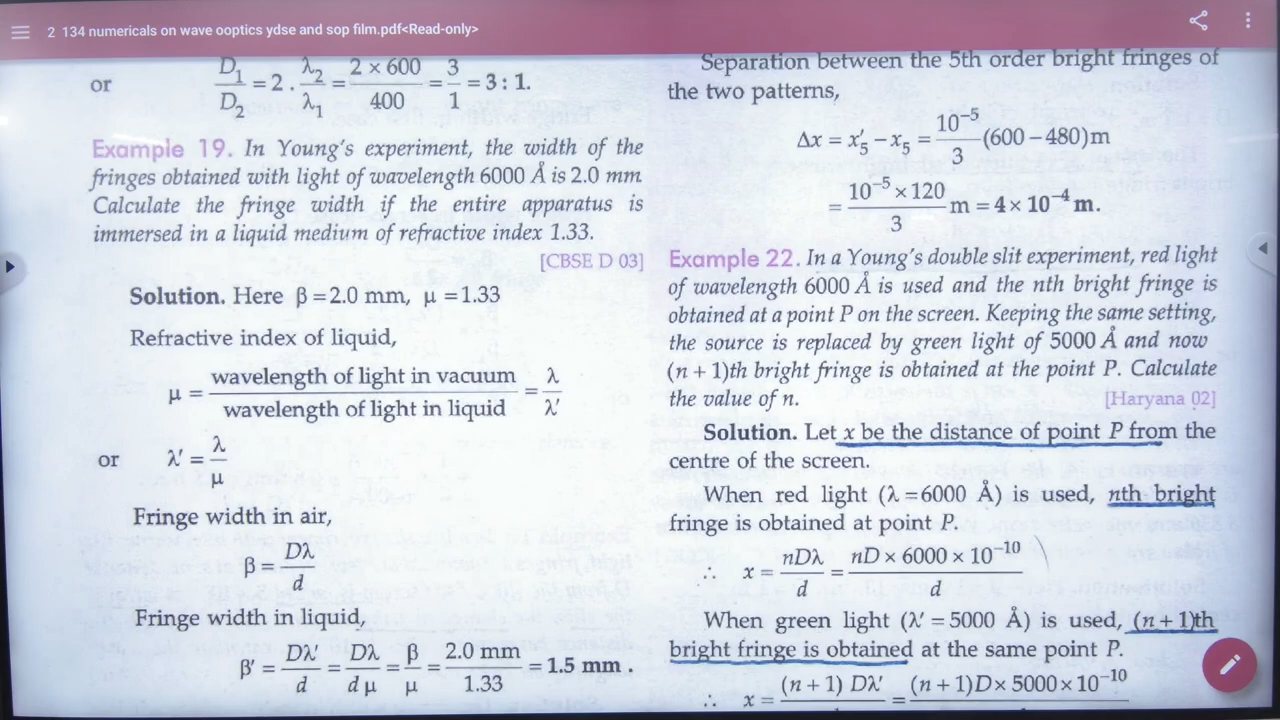 2 134 numericals on wave ooptics ydse and sop film.pdf<Read-only>
or D₁/D₂ = 2 . λ₂/λ₁ = 2 × 600/400 = 3/1 = 3 : 1.
Example 19. In Young's experiment, the width of the
fringes obtained with light of wavelength 6000 Å is 2.0 mm
Calculate the fringe width if the entire apparatus is
immersed in a liquid medium of refractive index 1.33.
[CBSE D 03]
Solution. Here β = 2.0 mm, μ = 1.33
Refractive index of liquid,
μ = wavelength of light in vacuum/wavelength of light in liquid = λ/λ′
or λ′ = λ/μ
Fringe width in air,
β = Dλ/d
Fringe width in liquid,
β′ = Dλ′/d = Dλ/d μ = β/μ = 2.0 mm/1.33 = 1.5 mm .
Separation between the 5th order bright fringes of
the two patterns,
Δx = x′₅ − x₅ = 10⁻⁵/3 (600 − 480) m
= 10⁻⁵ × 120/3 m = 4 × 10⁻⁴ m.
Example 22. In a Young's double slit experiment, red light
of wavelength 6000 Å is used and the nth bright fringe is
obtained at a point P on the screen. Keeping the same setting,
the source is replaced by green light of 5000 Å and now
(n + 1)th bright fringe is obtained at the point P. Calculate
the value of n. [Haryana 02]
Solution. Let x be the distance of point P from the
centre of the screen.
When red light (λ = 6000 Å) is used, nth bright
fringe is obtained at point P.
∴ x = nDλ/d = nD × 6000 × 10⁻¹⁰/d
When green light (λ′ = 5000 Å) is used, (n + 1)th
bright fringe is obtained at the same point P.
∴ x = (n + 1) Dλ′ = (n + 1) D × 5000 × 10⁻¹⁰